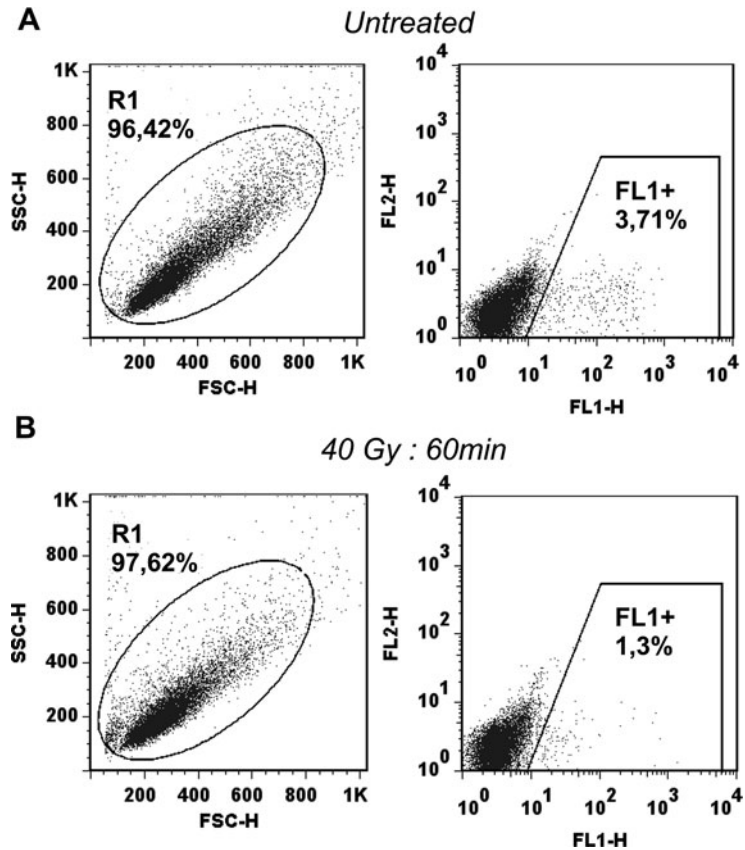 A
Untreated
R1
96,42%
SSC-H
1K
800
600
400
200
200 400 600 800 1K
FSC-H
FL1+
3,71%
FL2-H
10^4
10^3
10^2
10^1
10^0
10^0 10^1 10^2 10^3 10^4
FL1-H
B
40 Gy : 60min
R1
97,62%
SSC-H
1K
800
600
400
200
200 400 600 800 1K
FSC-H
FL1+
1,3%
FL2-H
10^4
10^3
10^2
10^1
10^0
10^0 10^1 10^2 10^3 10^4
FL1-H